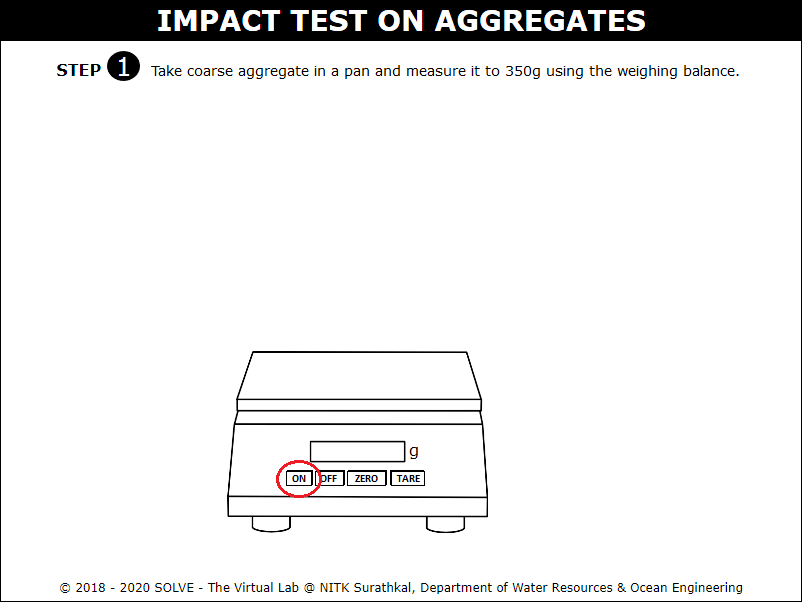 IMPACT TEST ON AGGREGATES
STEP 1 Take coarse aggregate in a pan and measure it to 350g using the weighing balance.
g
ON OFF ZERO TARE
© 2018 - 2020 SOLVE - The Virtual Lab @ NITK Surathkal, Department of Water Resources & Ocean Engineering